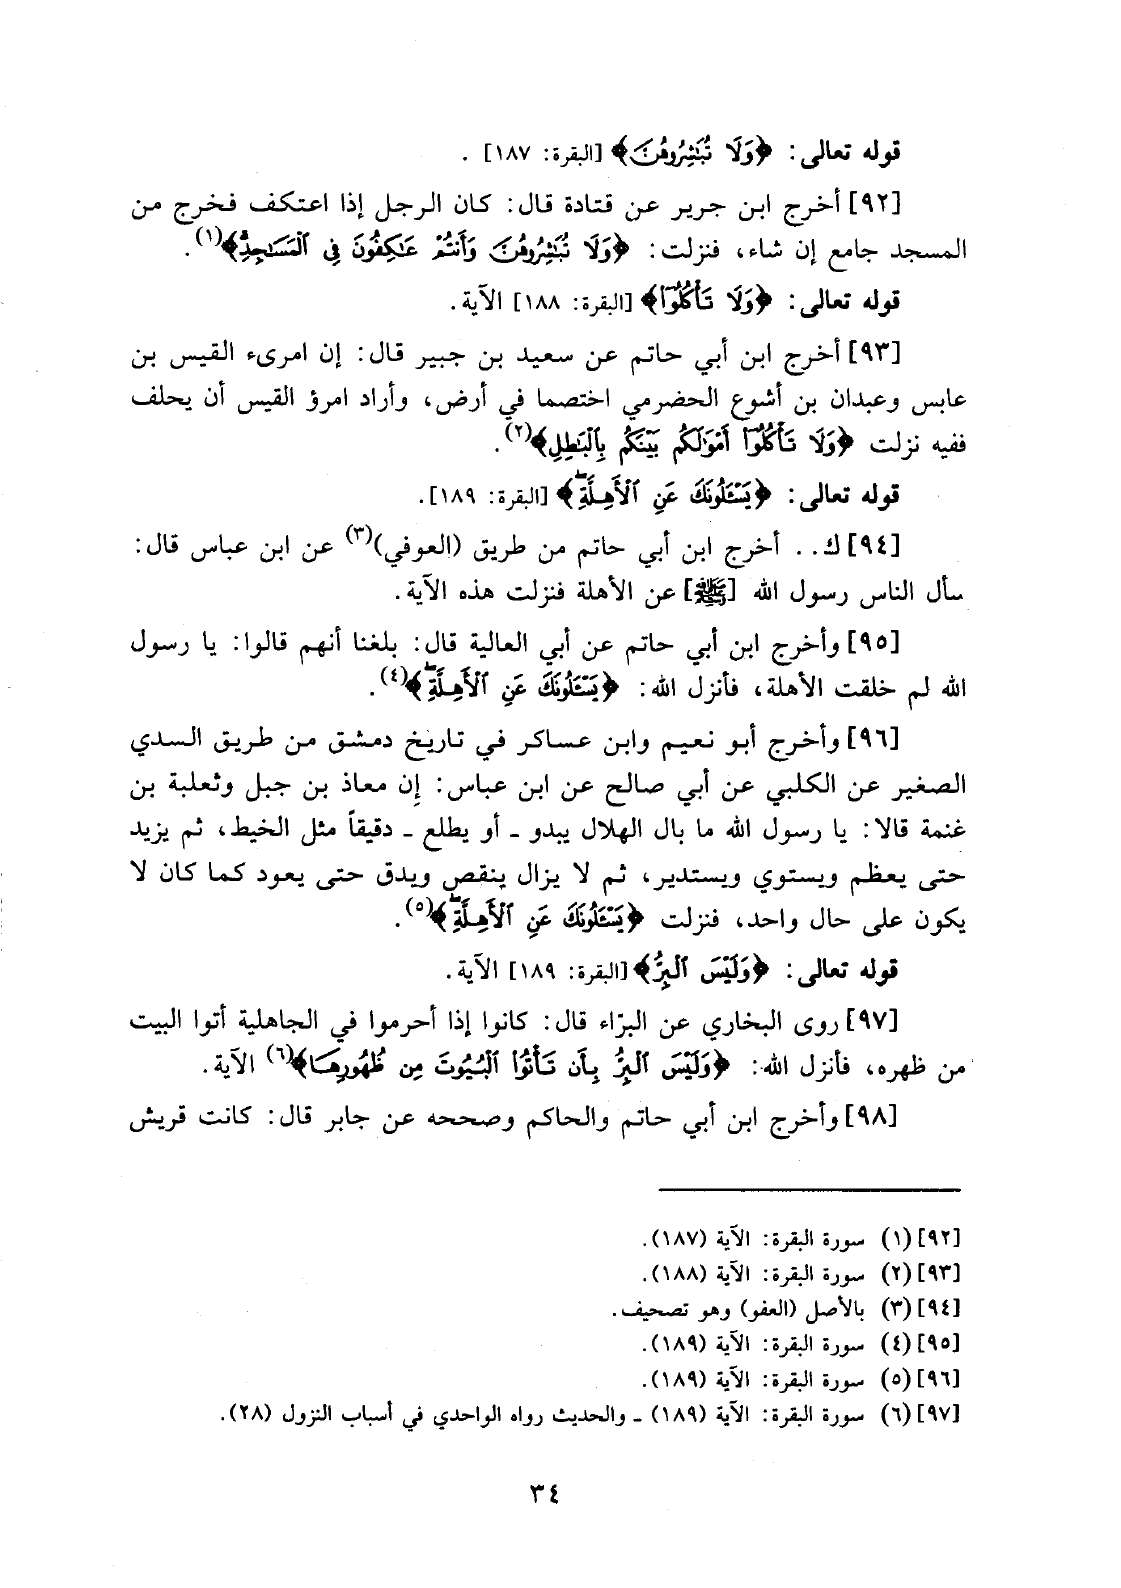 قوله تعالى: ﴿وَلَا تُبَٰشِرُوهُنَّ﴾ [البقرة: ١٨٧] .
[٩٢] أخرج ابن جرير عن قتادة قال: كان الرجل إذا اعتكف فخرج من
المسجد جامع إن شاء، فنزلت: ﴿وَلَا تُبَٰشِرُوهُنَّ وَأَنتُمْ عَٰكِفُونَ فِي ٱلْمَسَٰجِدِ﴾(١).
قوله تعالى: ﴿وَلَا تَأْكُلُوٓا۟﴾ [البقرة: ١٨٨] الآية.
[٩٣] أخرج ابن أبي حاتم عن سعيد بن جبير قال: إن امرىء القيس بن
عابس وعبدان بن أشوع الحضرمي اختصما في أرض، وأراد امرؤ القيس أن يحلف
ففيه نزلت ﴿وَلَا تَأْكُلُوٓا۟ أَمْوَٰلَكُم بَيْنَكُم بِٱلْبَٰطِلِ﴾(٢).
قوله تعالى: ﴿يَسْـَٔلُونَكَ عَنِ ٱلْأَهِلَّةِ﴾ [البقرة: ١٨٩].
[٩٤] ك.. أخرج ابن أبي حاتم من طريق (العوفي)(٣) عن ابن عباس قال:
سأل الناس رسول الله [ﷺ] عن الأهلة فنزلت هذه الآية.
[٩٥] وأخرج ابن أبي حاتم عن أبي العالية قال: بلغنا أنهم قالوا: يا رسول
الله لم خلقت الأهلة، فأنزل الله: ﴿يَسْـَٔلُونَكَ عَنِ ٱلْأَهِلَّةِ﴾(٤).
[٩٦] وأخرج أبو نعيم وابن عساكر في تاريخ دمشق من طريق السدي
الصغير عن الكلبي عن أبي صالح عن ابن عباس: إن معاذ بن جبل وثعلبة بن
غنمة قالا: يا رسول الله ما بال الهلال يبدو ـ أو يطلع ـ دقيقاً مثل الخيط، ثم يزيد
حتى يعظم ويستوي ويستدير، ثم لا يزال ينقص ويدق حتى يعود كما كان لا
يكون على حال واحد، فنزلت ﴿يَسْـَٔلُونَكَ عَنِ ٱلْأَهِلَّةِ﴾(٥).
قوله تعالى: ﴿وَلَيْسَ ٱلْبِرُّ﴾ [البقرة: ١٨٩] الآية.
[٩٧] روى البخاري عن البرّاء قال: كانوا إذا أحرموا في الجاهلية أتوا البيت
من ظهره، فأنزل الله: ﴿وَلَيْسَ ٱلْبِرُّ بِأَن تَأْتُوا۟ ٱلْبُيُوتَ مِن ظُهُورِهَا﴾(٦) الآية.
[٩٨] وأخرج ابن أبي حاتم والحاكم وصححه عن جابر قال: كانت قريش
[٩٢] (١) سورة البقرة: الآية (١٨٧).
[٩٣] (٢) سورة البقرة: الآية (١٨٨).
[٩٤] (٣) بالأصل (العفو) وهو تصحيف.
[٩٥] (٤) سورة البقرة: الآية (١٨٩).
[٩٦] (٥) سورة البقرة: الآية (١٨٩).
[٩٧] (٦) سورة البقرة: الآية (١٨٩) ـ والحديث رواه الواحدي في أسباب النزول (٢٨).
٣٤